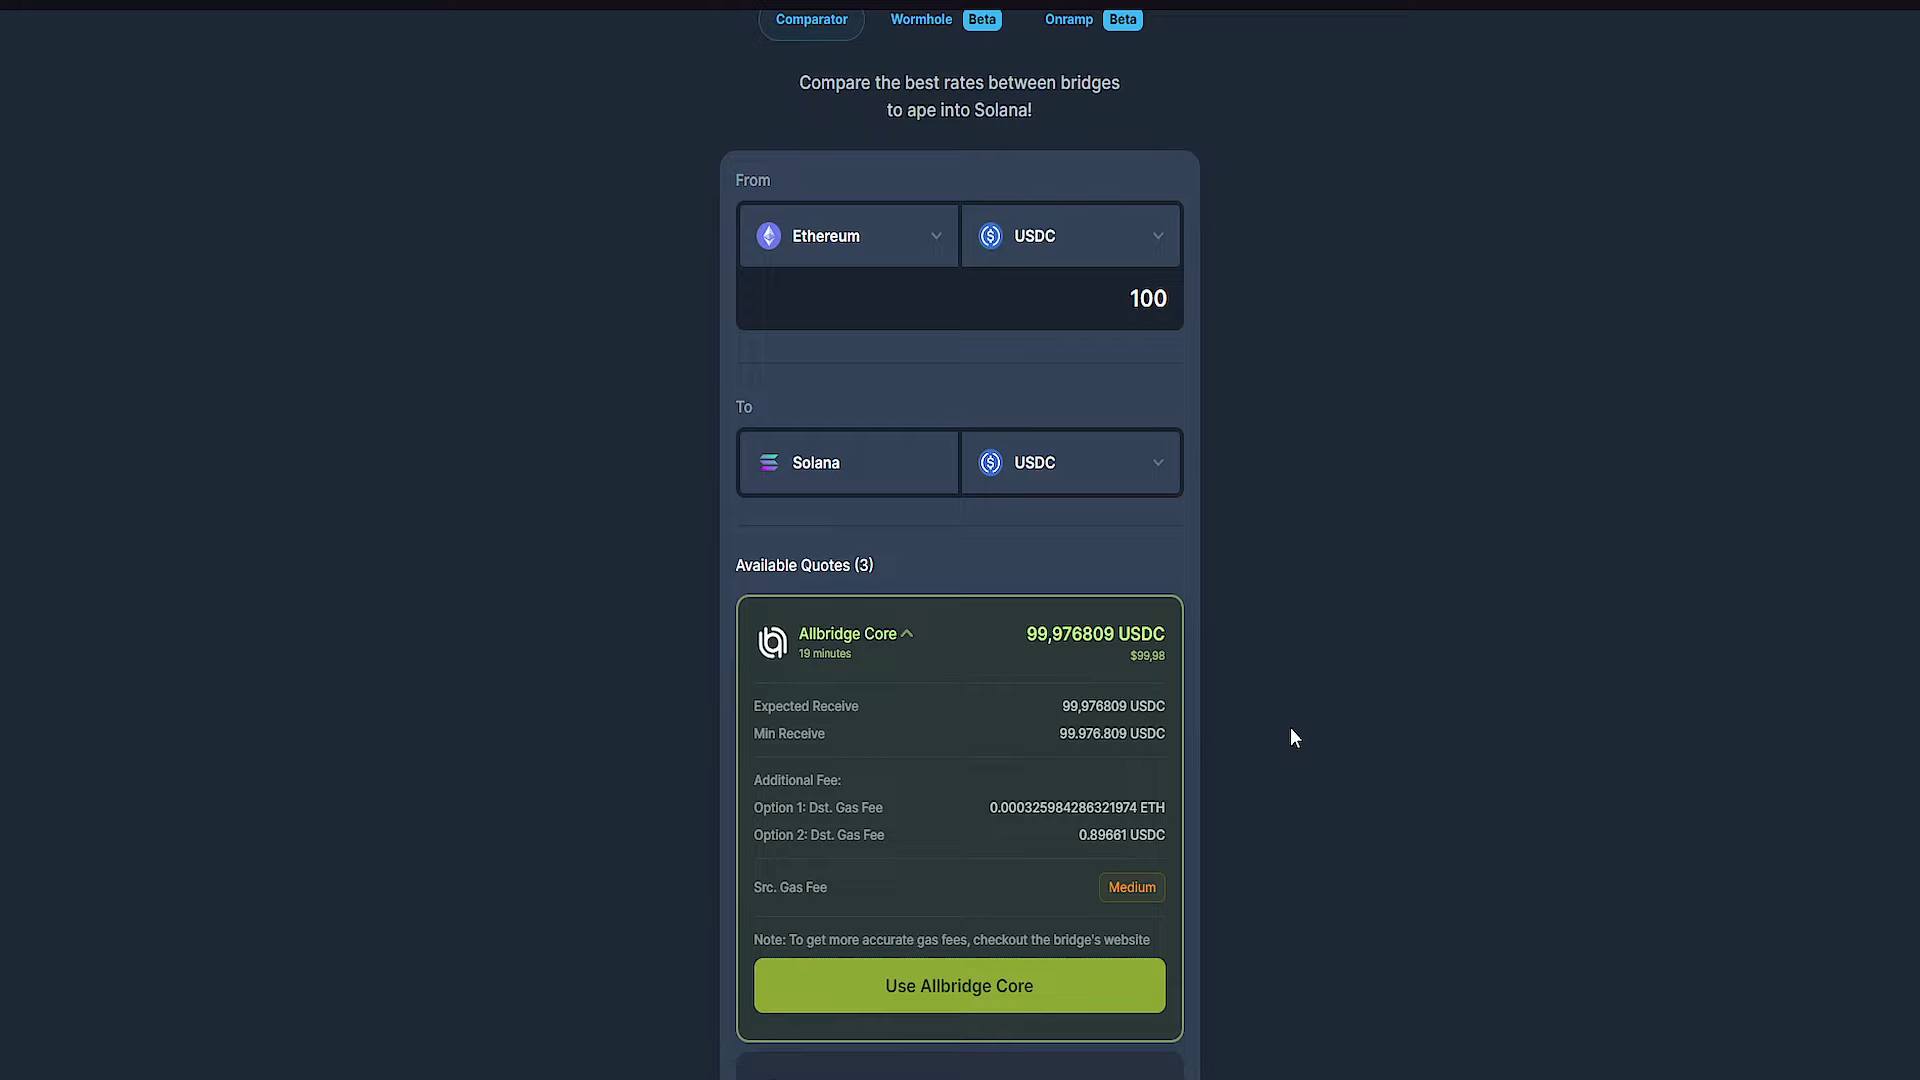 Comparator Wormhole Beta Onramp Beta
Compare the best rates between bridges
to ape into Solana!
From
Ethereum USDC
100
To
Solana USDC
Available Quotes (3)
Allbridge Core 99,976809 USDC
19 minutes $99,98
Expected Receive 99,976809 USDC
Min Receive 99.976.809 USDC
Additional Fee:
Option 1: Dst. Gas Fee 0.000325984286321974 ETH
Option 2: Dst. Gas Fee 0.89661 USDC
Src. Gas Fee Medium
Note: To get more accurate gas fees, checkout the bridge's website
Use Allbridge Core